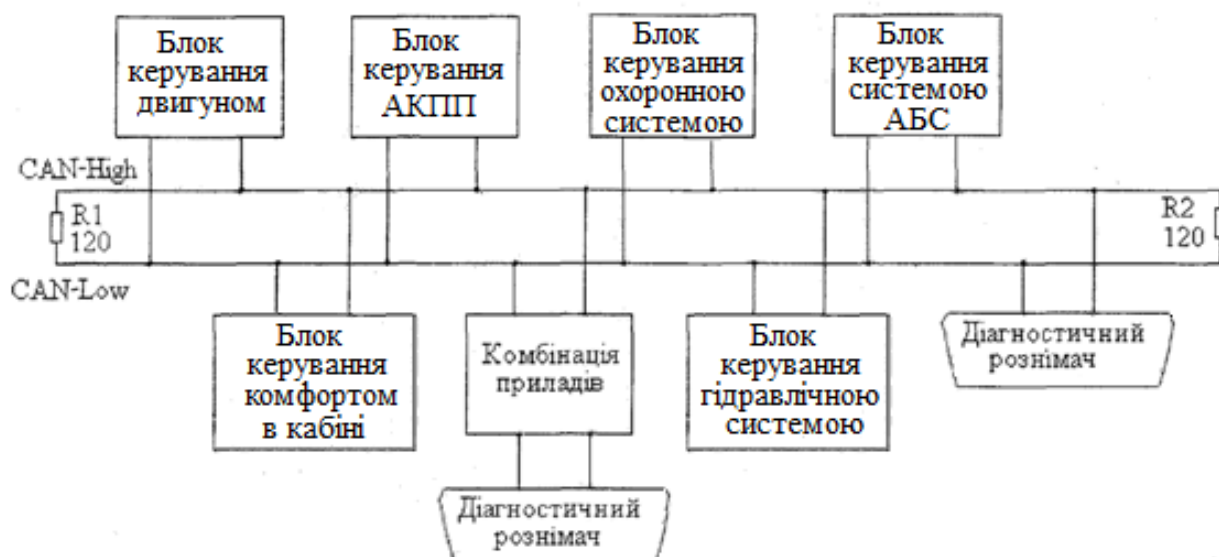 Блок
керування
двигуном
Блок
керування
АКПП
Блок
керування
охоронною
системою
Блок
керування
системою
АБС
CAN-High
R1
120
R2
120
CAN-Low
Блок
керування
комфортом
в кабіні
Комбінація
приладів
Блок
керування
гідравлічною
системою
Діагностичний
рознімач
Діагностичний
рознімач